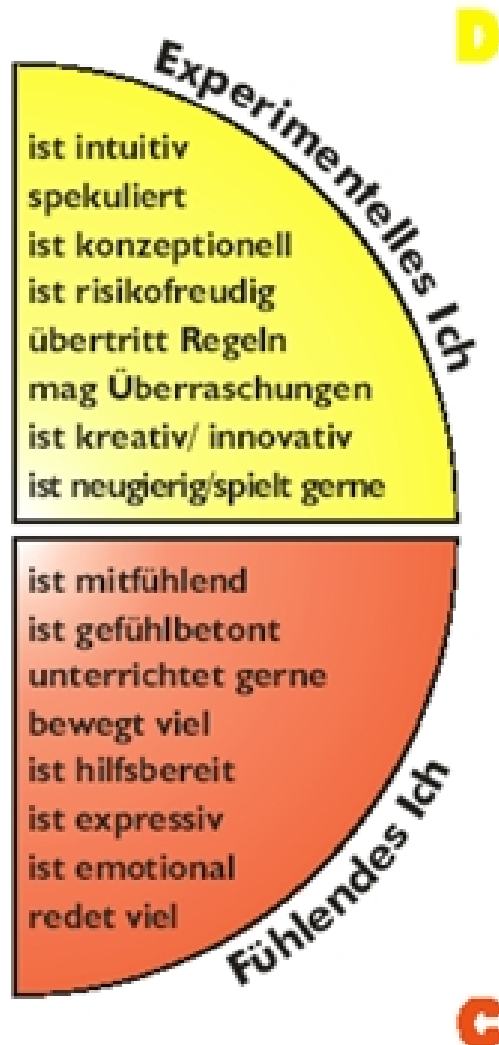 D
Experimentelles Ich
ist intuitiv
spekuliert
ist konzeptionell
ist risikofreudig
übertritt Regeln
mag Überraschungen
ist kreativ/ innovativ
ist neugierig/spielt gerne
ist mitfühlend
ist gefühlbetont
unterrichtet gerne
bewegt viel
ist hilfsbereit
ist expressiv
ist emotional
redet viel
Fühlendes Ich
C